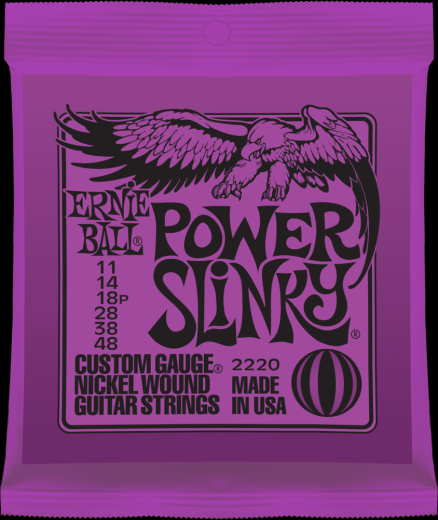 ERNIE
BALL®
POWER
SLINKY®
11
14
18P
28
38
48
CUSTOM GAUGE®
NICKEL WOUND
GUITAR STRINGS
2220
MADE
IN USA